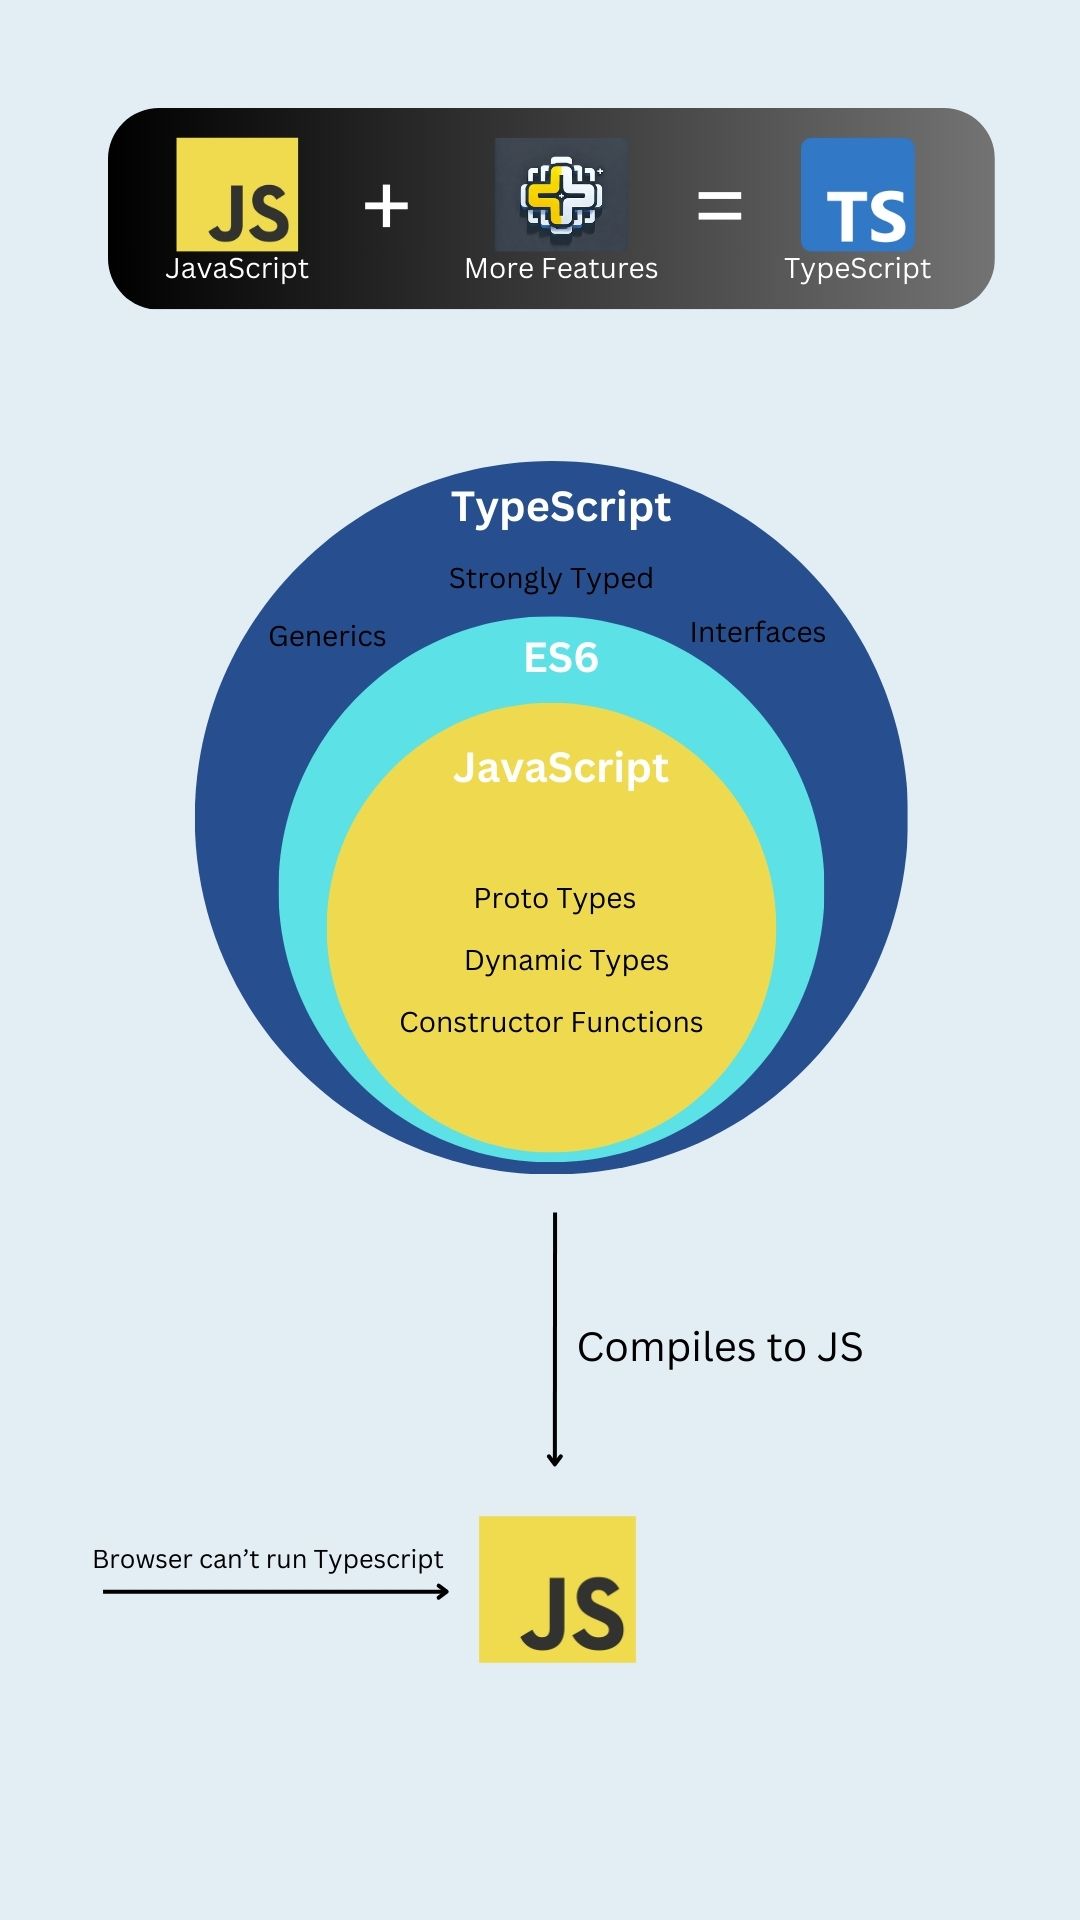 JS
+
=
TS
JavaScript
More Features
TypeScript
TypeScript
Strongly Typed
Generics
Interfaces
ES6
JavaScript
Proto Types
Dynamic Types
Constructor Functions
Compiles to JS
Browser can’t run Typescript
JS